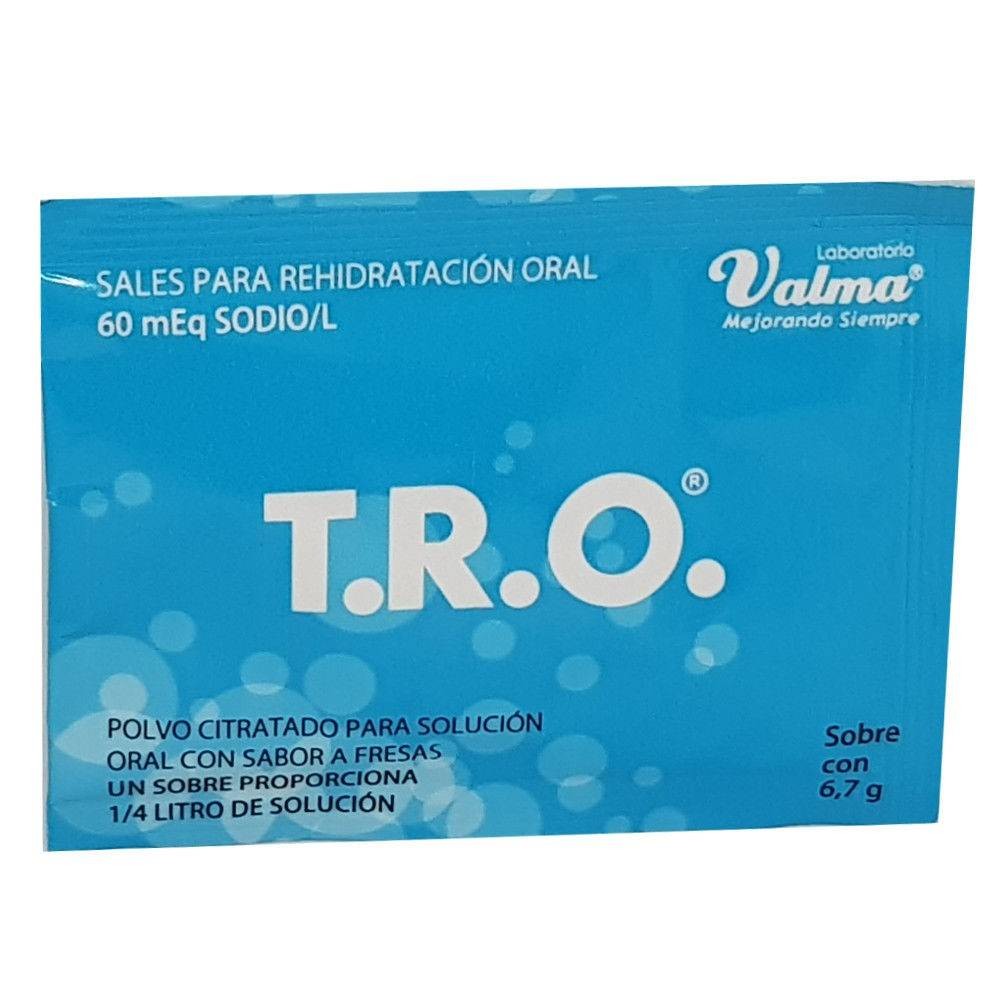 SALES PARA REHIDRATACIÓN ORAL
60 mEq SODIO/L
Laboratorio
Valma®
Mejorando Siempre
T.R.O.®
POLVO CITRATADO PARA SOLUCIÓN
ORAL CON SABOR A FRESAS
UN SOBRE PROPORCIONA
1/4 LITRO DE SOLUCIÓN
Sobre
con
6,7 g